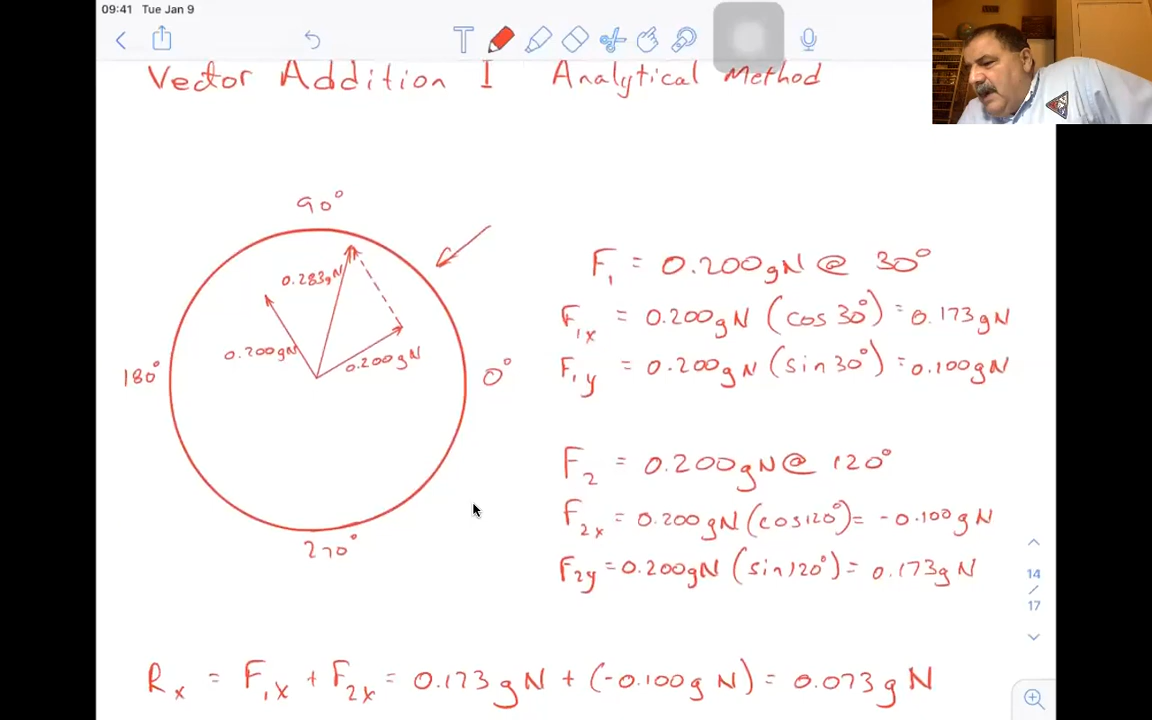 09:41 Tue Jan 9
Vector Addition I Analytical Method
90°
0.283gN
0.200gN
0.200gN
180°
0°
270°
F₁ = 0.200gN @ 30°
F₁x = 0.200gN (cos 30°) = 0.173gN
F₁y = 0.200gN (sin 30°) = 0.100gN
F₂ = 0.200gN @ 120°
F₂x = 0.200gN (cos120°) = -0.100gN
F₂y = 0.200gN (sin120°) = 0.173gN
14
/
17
Rx = F₁x + F₂x = 0.173gN + (-0.100gN) = 0.073gN